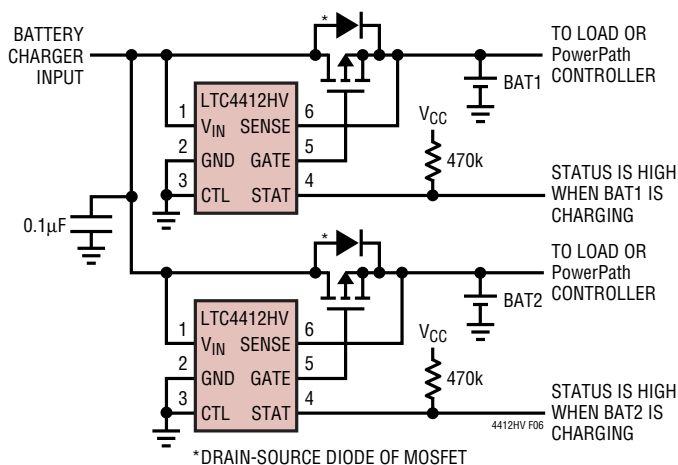 BATTERY
CHARGER
INPUT
*
TO LOAD OR
PowerPath
CONTROLLER
BAT1
LTC4412HV
1
VIN SENSE
6
2
GND GATE
5
3
CTL STAT
4
VCC
470k
STATUS IS HIGH
WHEN BAT1 IS
CHARGING
0.1µF
*
TO LOAD OR
PowerPath
CONTROLLER
BAT2
LTC4412HV
1
VIN SENSE
6
2
GND GATE
5
3
CTL STAT
4
VCC
470k
STATUS IS HIGH
WHEN BAT2 IS
CHARGING
4412HV F06
*DRAIN-SOURCE DIODE OF MOSFET